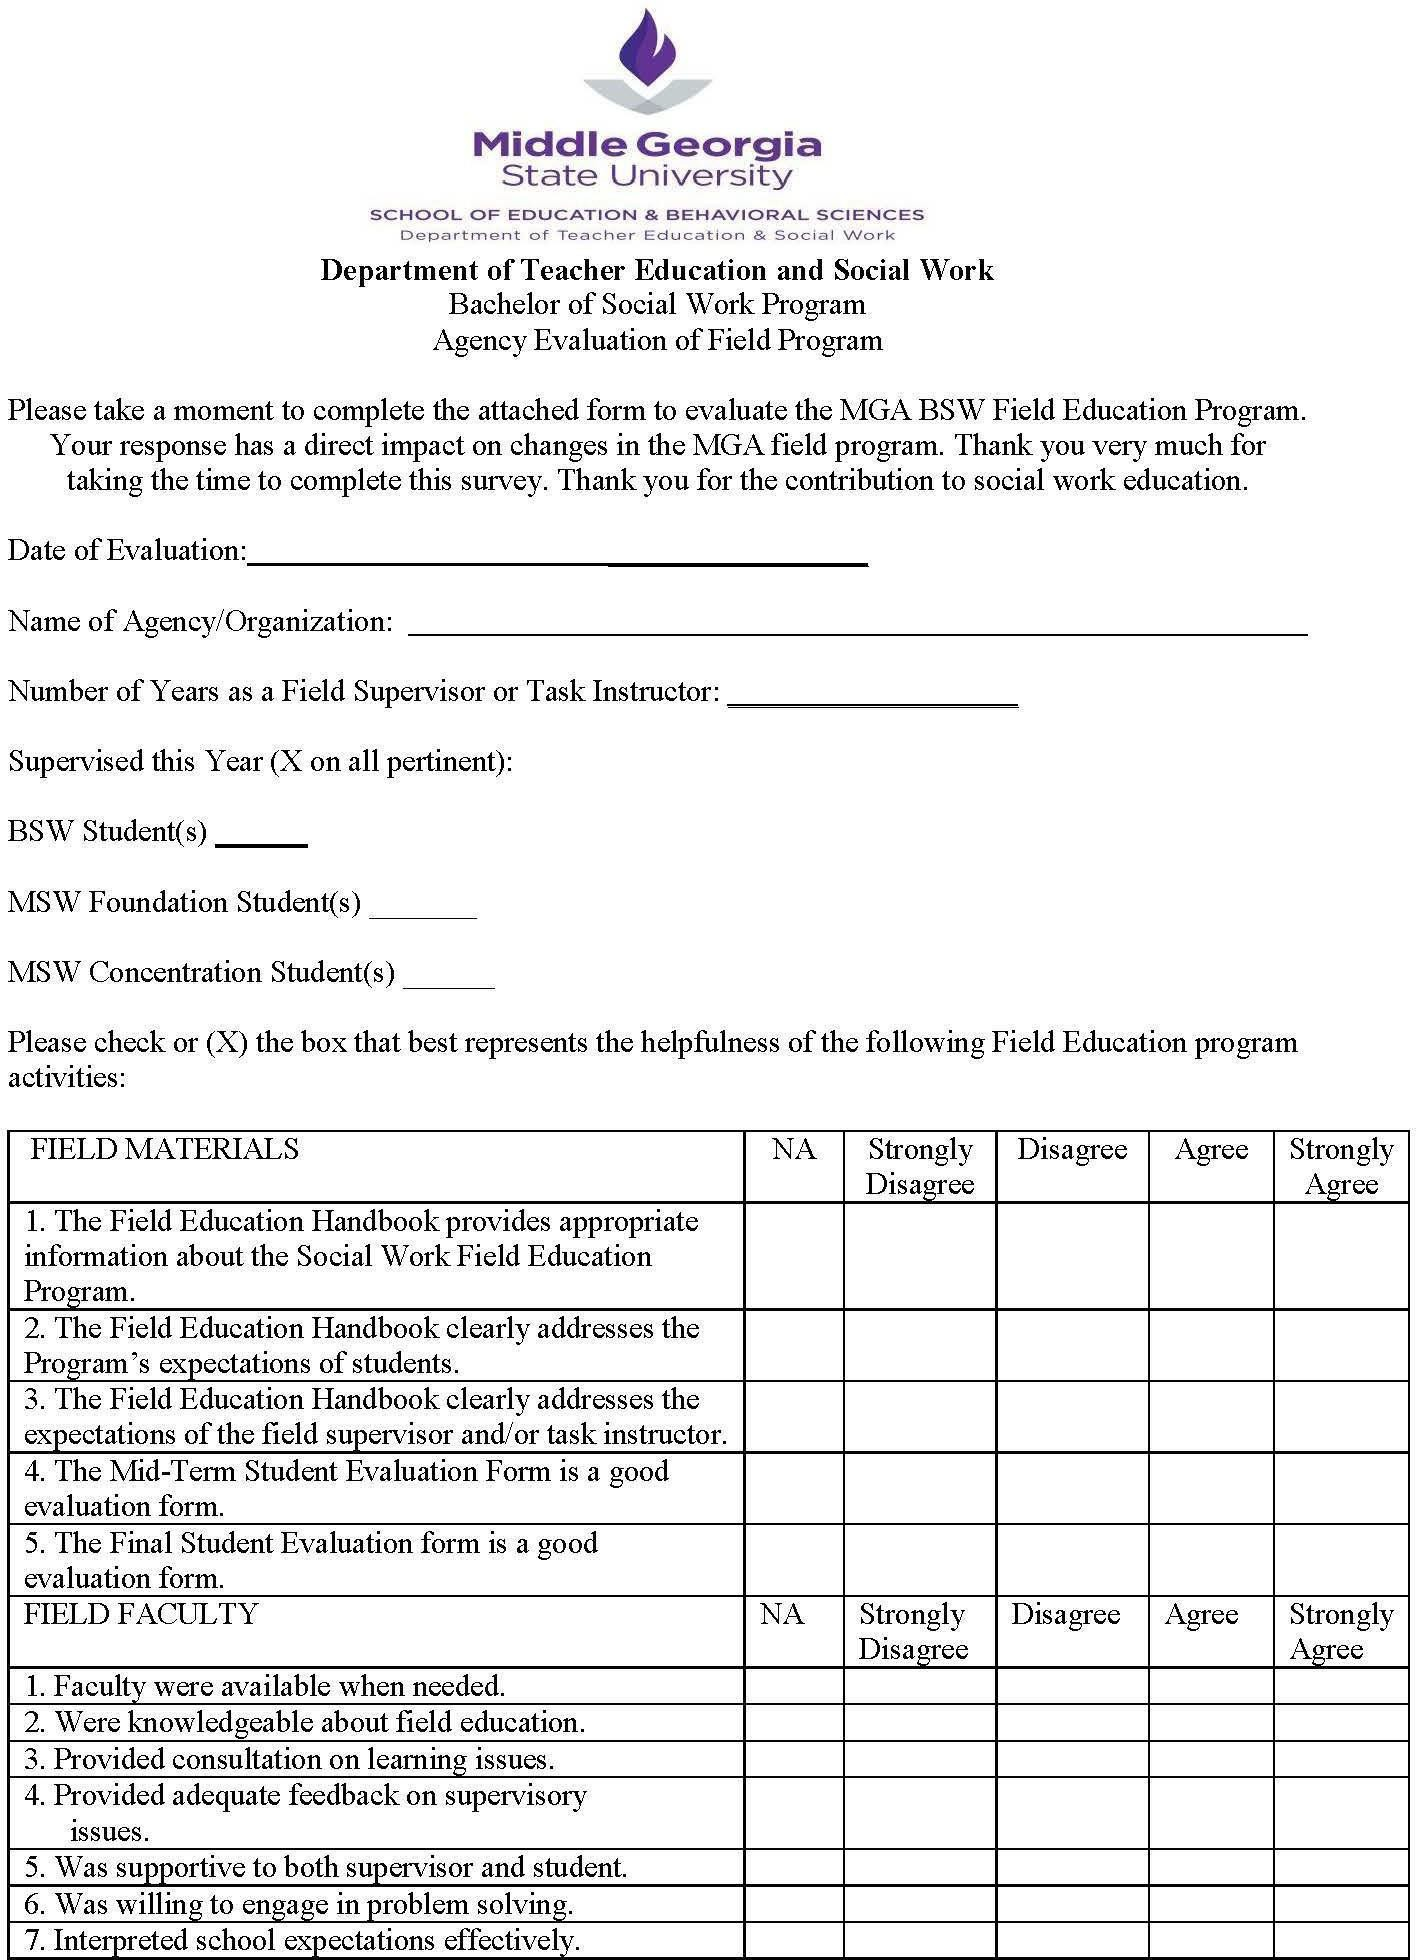 Middle Georgia
State University
SCHOOL OF EDUCATION & BEHAVIORAL SCIENCES
Department of Teacher Education & Social Work
Department of Teacher Education and Social Work
Bachelor of Social Work Program
Agency Evaluation of Field Program
Please take a moment to complete the attached form to evaluate the MGA BSW Field Education Program.
Your response has a direct impact on changes in the MGA field program. Thank you very much for
taking the time to complete this survey. Thank you for the contribution to social work education.
Date of Evaluation:
Name of Agency/Organization:
Number of Years as a Field Supervisor or Task Instructor:
Supervised this Year (X on all pertinent):
BSW Student(s)
MSW Foundation Student(s)
MSW Concentration Student(s)
Please check or (X) the box that best represents the helpfulness of the following Field Education program
activities:
FIELD MATERIALS NA Strongly Disagree Agree Strongly
Disagree Agree
1. The Field Education Handbook provides appropriate
information about the Social Work Field Education
Program.
2. The Field Education Handbook clearly addresses the
Program’s expectations of students.
3. The Field Education Handbook clearly addresses the
expectations of the field supervisor and/or task instructor.
4. The Mid-Term Student Evaluation Form is a good
evaluation form.
5. The Final Student Evaluation form is a good
evaluation form.
FIELD FACULTY NA Strongly Disagree Agree Strongly
Disagree Agree
1. Faculty were available when needed.
2. Were knowledgeable about field education.
3. Provided consultation on learning issues.
4. Provided adequate feedback on supervisory
issues.
5. Was supportive to both supervisor and student.
6. Was willing to engage in problem solving.
7. Interpreted school expectations effectively.